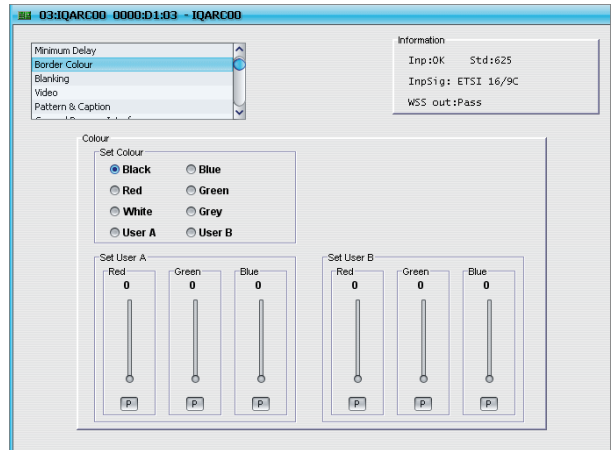 03:IQARC00 0000:D1:03 - IQARC00
Minimum Delay
Border Colour
Blanking
Video
Pattern & Caption
Information
Inp:OK Std:625
InpSig: ETSI 16/9C
WSS out:Pass
Colour
Set Colour
Black Blue
Red Green
White Grey
User A User B
Set User A
Red Green Blue
0 0 0
P P P
Set User B
Red Green Blue
0 0 0
P P P